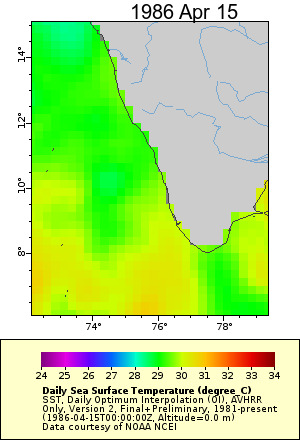 1986 Apr 15
14°
12°
10°
8°
74° 76° 78°
24 25 26 27 28 29 30 31 32 33 34
Daily Sea Surface Temperature (degree_C)
SST, Daily Optimum Interpolation (OI), AVHRR
Only, Version 2, Final+Preliminary, 1981-present
(1986-04-15T00:00:00Z, Altitude=0.0 m)
Data courtesy of NOAA NCEI